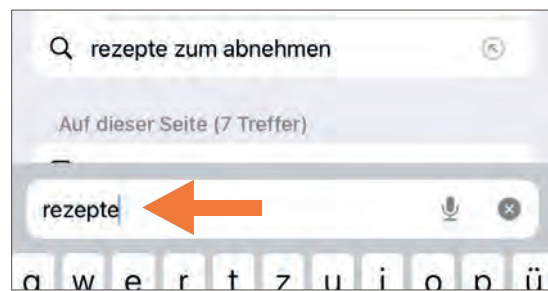 rezepte zum abnehmen
Auf dieser Seite (7 Treffer)
rezepte
q w e r t z u i o p ü